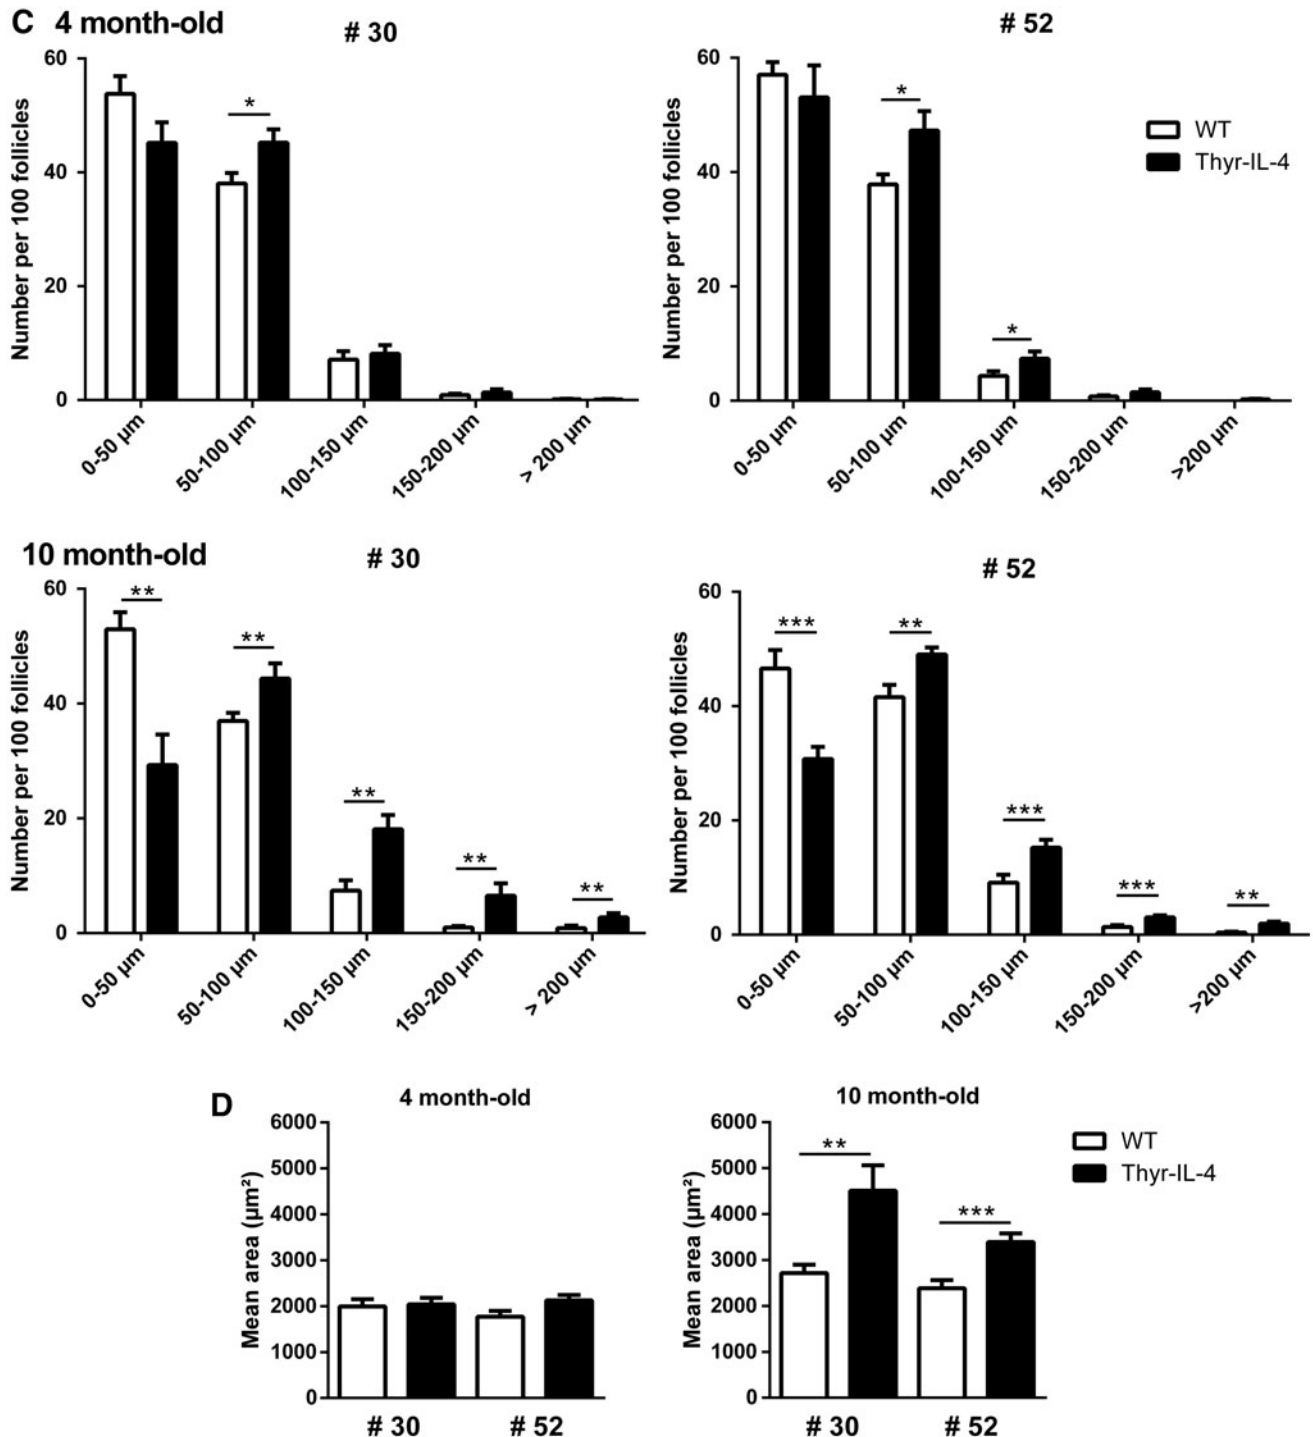 C 4 month-old
# 30
# 52
60
40
20
0
Number per 100 follicles
*
0-50 µm
50-100 µm
100-150 µm
150-200 µm
> 200 µm
60
40
20
0
Number per 100 follicles
*
*
WT
Thyr-IL-4
0-50 µm
50-100 µm
100-150 µm
150-200 µm
>200 µm
10 month-old
# 30
# 52
60
40
20
0
Number per 100 follicles
**
**
**
**
**
0-50 µm
50-100 µm
100-150 µm
150-200 µm
> 200 µm
60
40
20
0
Number per 100 follicles
***
**
***
***
**
0-50 µm
50-100 µm
100-150 µm
150-200 µm
>200 µm
D
4 month-old
6000
5000
4000
3000
2000
1000
0
Mean area (µm²)
# 30
# 52
10 month-old
6000
5000
4000
3000
2000
1000
0
Mean area (µm²)
**
***
WT
Thyr-IL-4
# 30
# 52